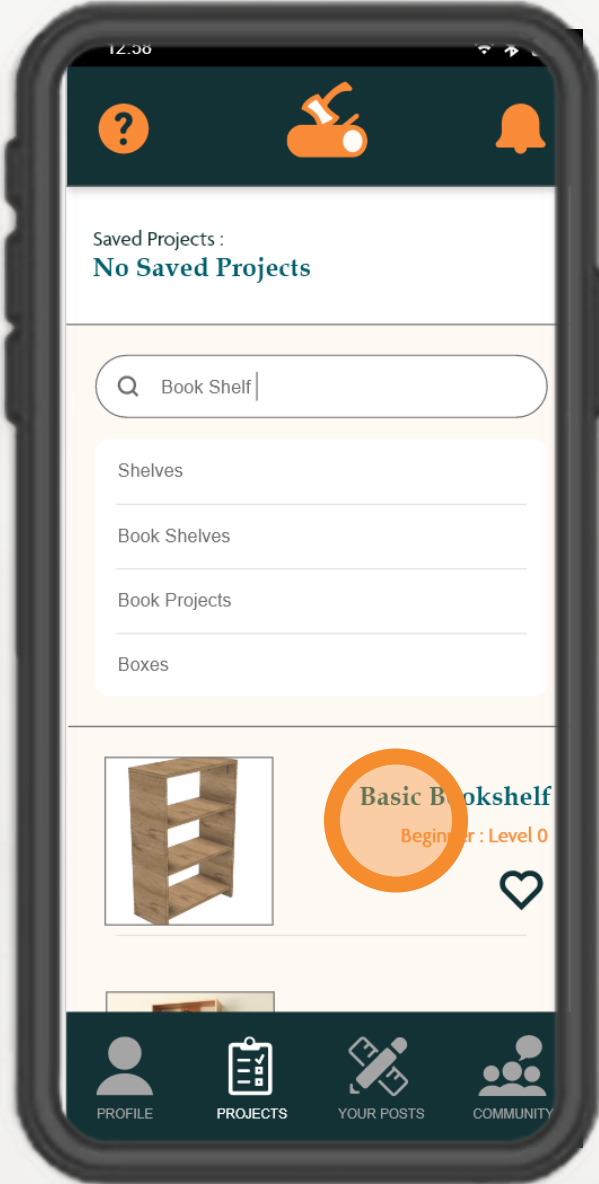 12:58
?
Saved Projects :
No Saved Projects
Book Shelf
Shelves
Book Shelves
Book Projects
Boxes
Basic Bookshelf
Beginner : Level 0
PROFILE
PROJECTS
YOUR POSTS
COMMUNITY